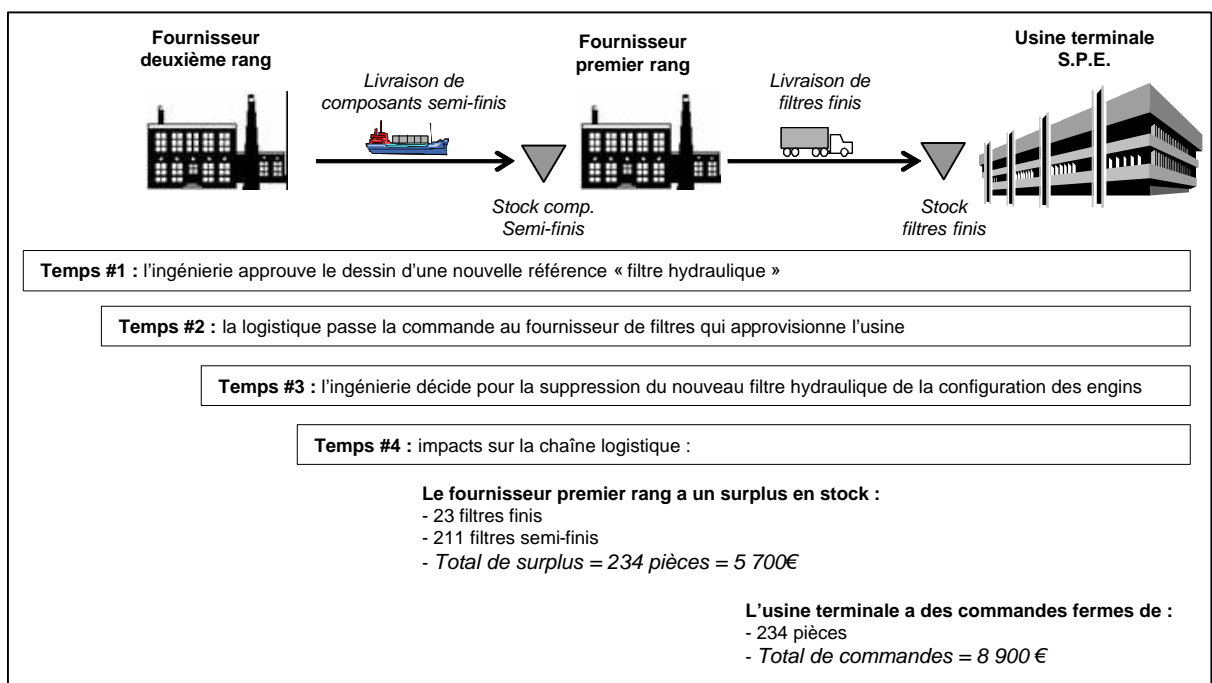 Fournisseur
deuxième rang
Livraison de
composants semi-finis
Fournisseur
premier rang
Livraison de
filtres finis
Usine terminale
S.P.E.
Stock comp.
Semi-finis
Stock
filtres finis
Temps #1 : l’ingénierie approuve le dessin d’une nouvelle référence « filtre hydraulique »
Temps #2 : la logistique passe la commande au fournisseur de filtres qui approvisionne l’usine
Temps #3 : l’ingénierie décide pour la suppression du nouveau filtre hydraulique de la configuration des engins
Temps #4 : impacts sur la chaîne logistique :
Le fournisseur premier rang a un surplus en stock :
- 23 filtres finis
- 211 filtres semi-finis
- Total de surplus = 234 pièces = 5 700€
L’usine terminale a des commandes fermes de :
- 234 pièces
- Total de commandes = 8 900 €